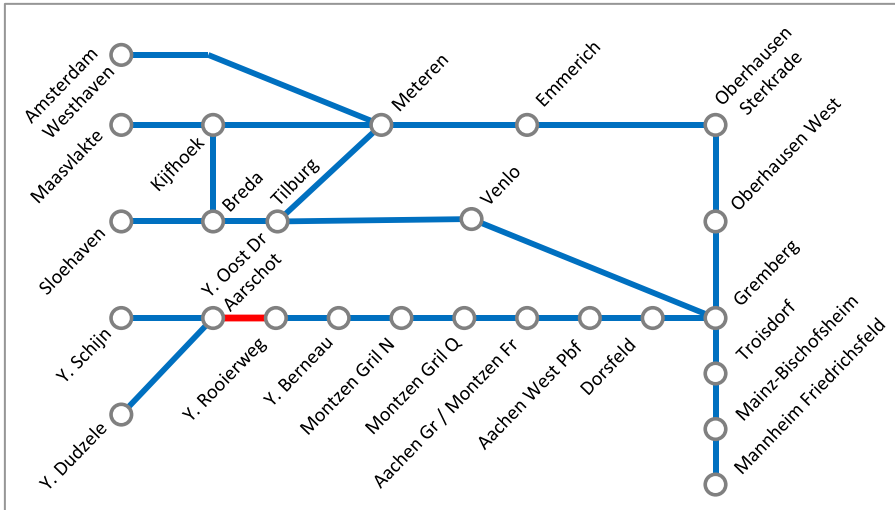 Amsterdam
Westhaven
Meteren
Emmerich
Oberhausen
Sterkrade
Maasvlakte
Kijfhoek
Breda
Tilburg
Venlo
Oberhausen West
Sloehaven
Y. Oost Dr
Aarschot
Gremberg
Y. Schijn
Y. Rooierweg
Y. Berneau
Montzen Gril N
Montzen Gril Q
Aachen Gr / Montzen Fr
Aachen West Pbf
Dorsfeld
Troisdorf
Mainz-Bischofsheim
Mannheim Friedrichsfeld
Y. Dudzele